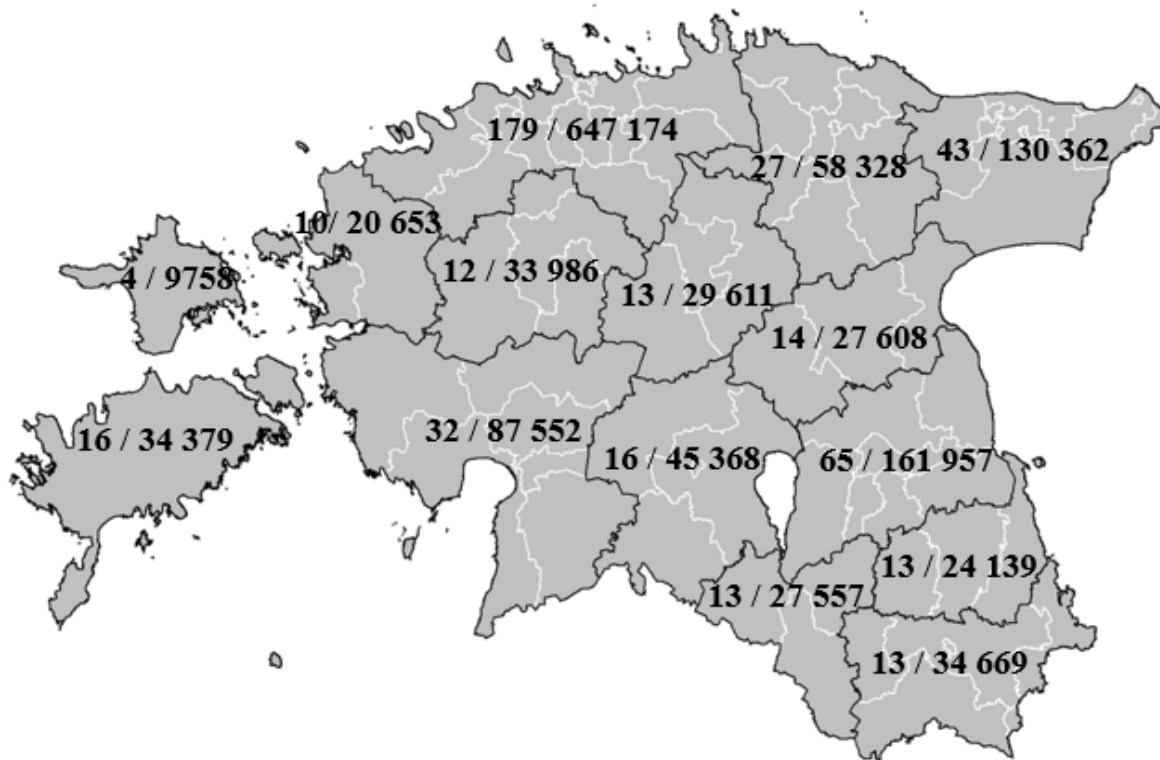 179 / 647 174
43 / 130 362
27 / 58 328
10/ 20 653
4 / 9758
12 / 33 986
13 / 29 611
14 / 27 608
16 / 34 379
32 / 87 552
16 / 45 368
65 / 161 957
13 / 24 139
13 / 27 557
13 / 34 669